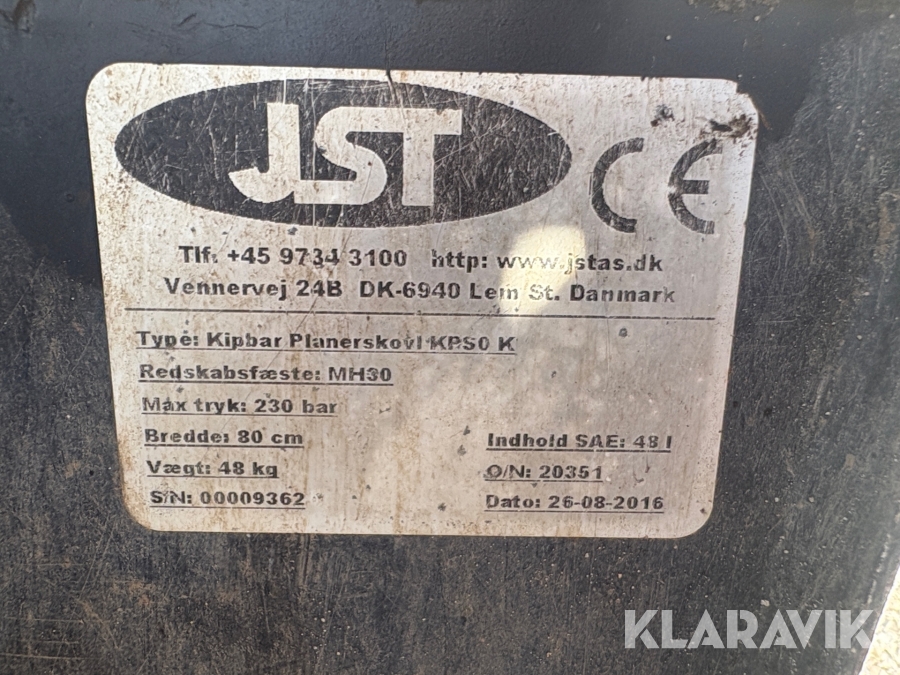 JST CE
Tlf. +45 9734 3100 http: www.jstas.dk
Vennervej 24B DK-6940 Lem St. Danmark
Type: Kipbar Planerskovl KPS0 K
Redskabsfæste: MH30
Max tryk: 230 bar
Bredde: 80 cm Indhold SAE: 48 l
Vægt: 48 kg O/N: 20351
S/N: 00009362 Dato: 26-08-2016
KLARAVIK